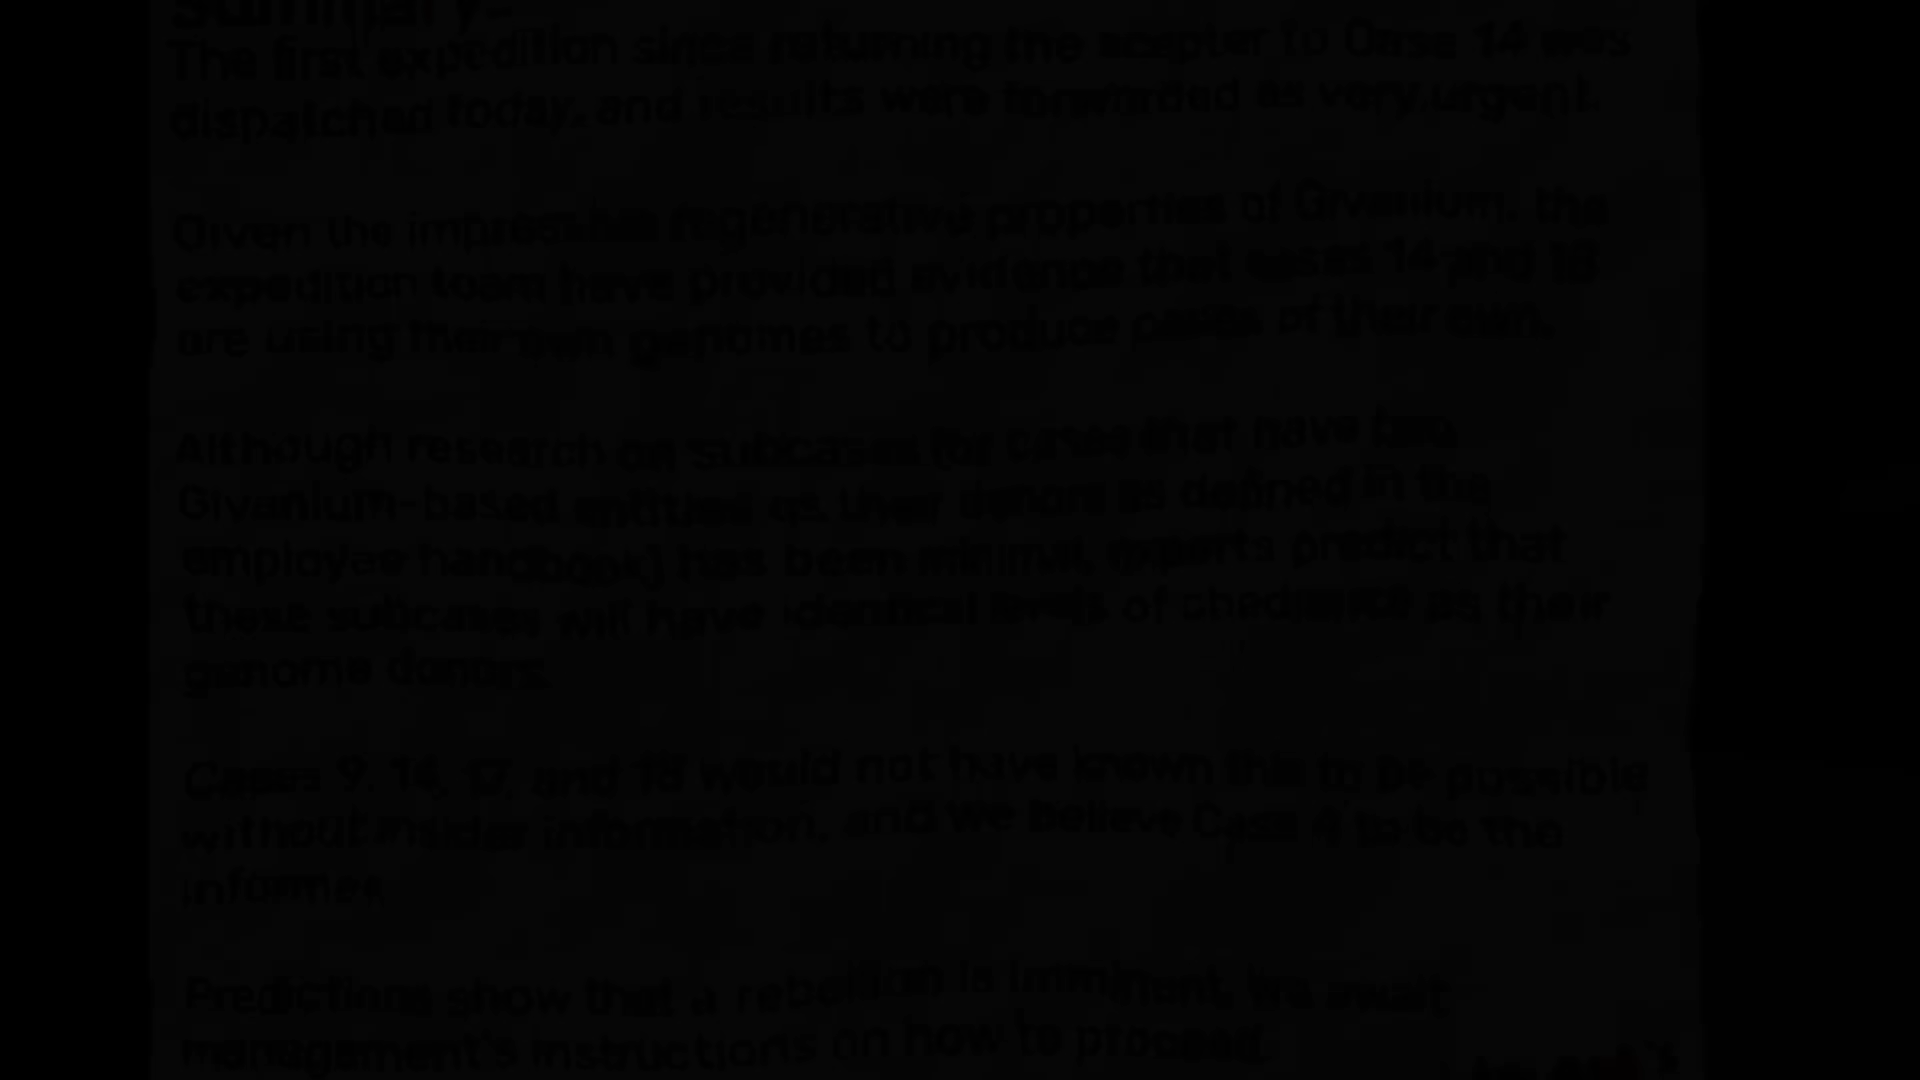 Summary:
The first expedition since returning the scepter to Case 14 was
dispatched today, and results were forwarded as very urgent.
Given the impressive regenerative properties of Givanium, the
expedition team have provided evidence that cases 14 and 13
are using their own genomes to produce cases of their own.
Although research on subcases (for cases that have two
Givanium-based entities as their donors as defined in the
employee handbook) has been minimal, experts predict that
these subcases will have identical levels of obedience as their
genome donors.
Cases 9, 14, 17, and would not have known this to be possible
without insider information, and we believe Case 4 to be the
informer.
Predictions show that a rebellion is imminent, we await
management's instructions on how to proceed.